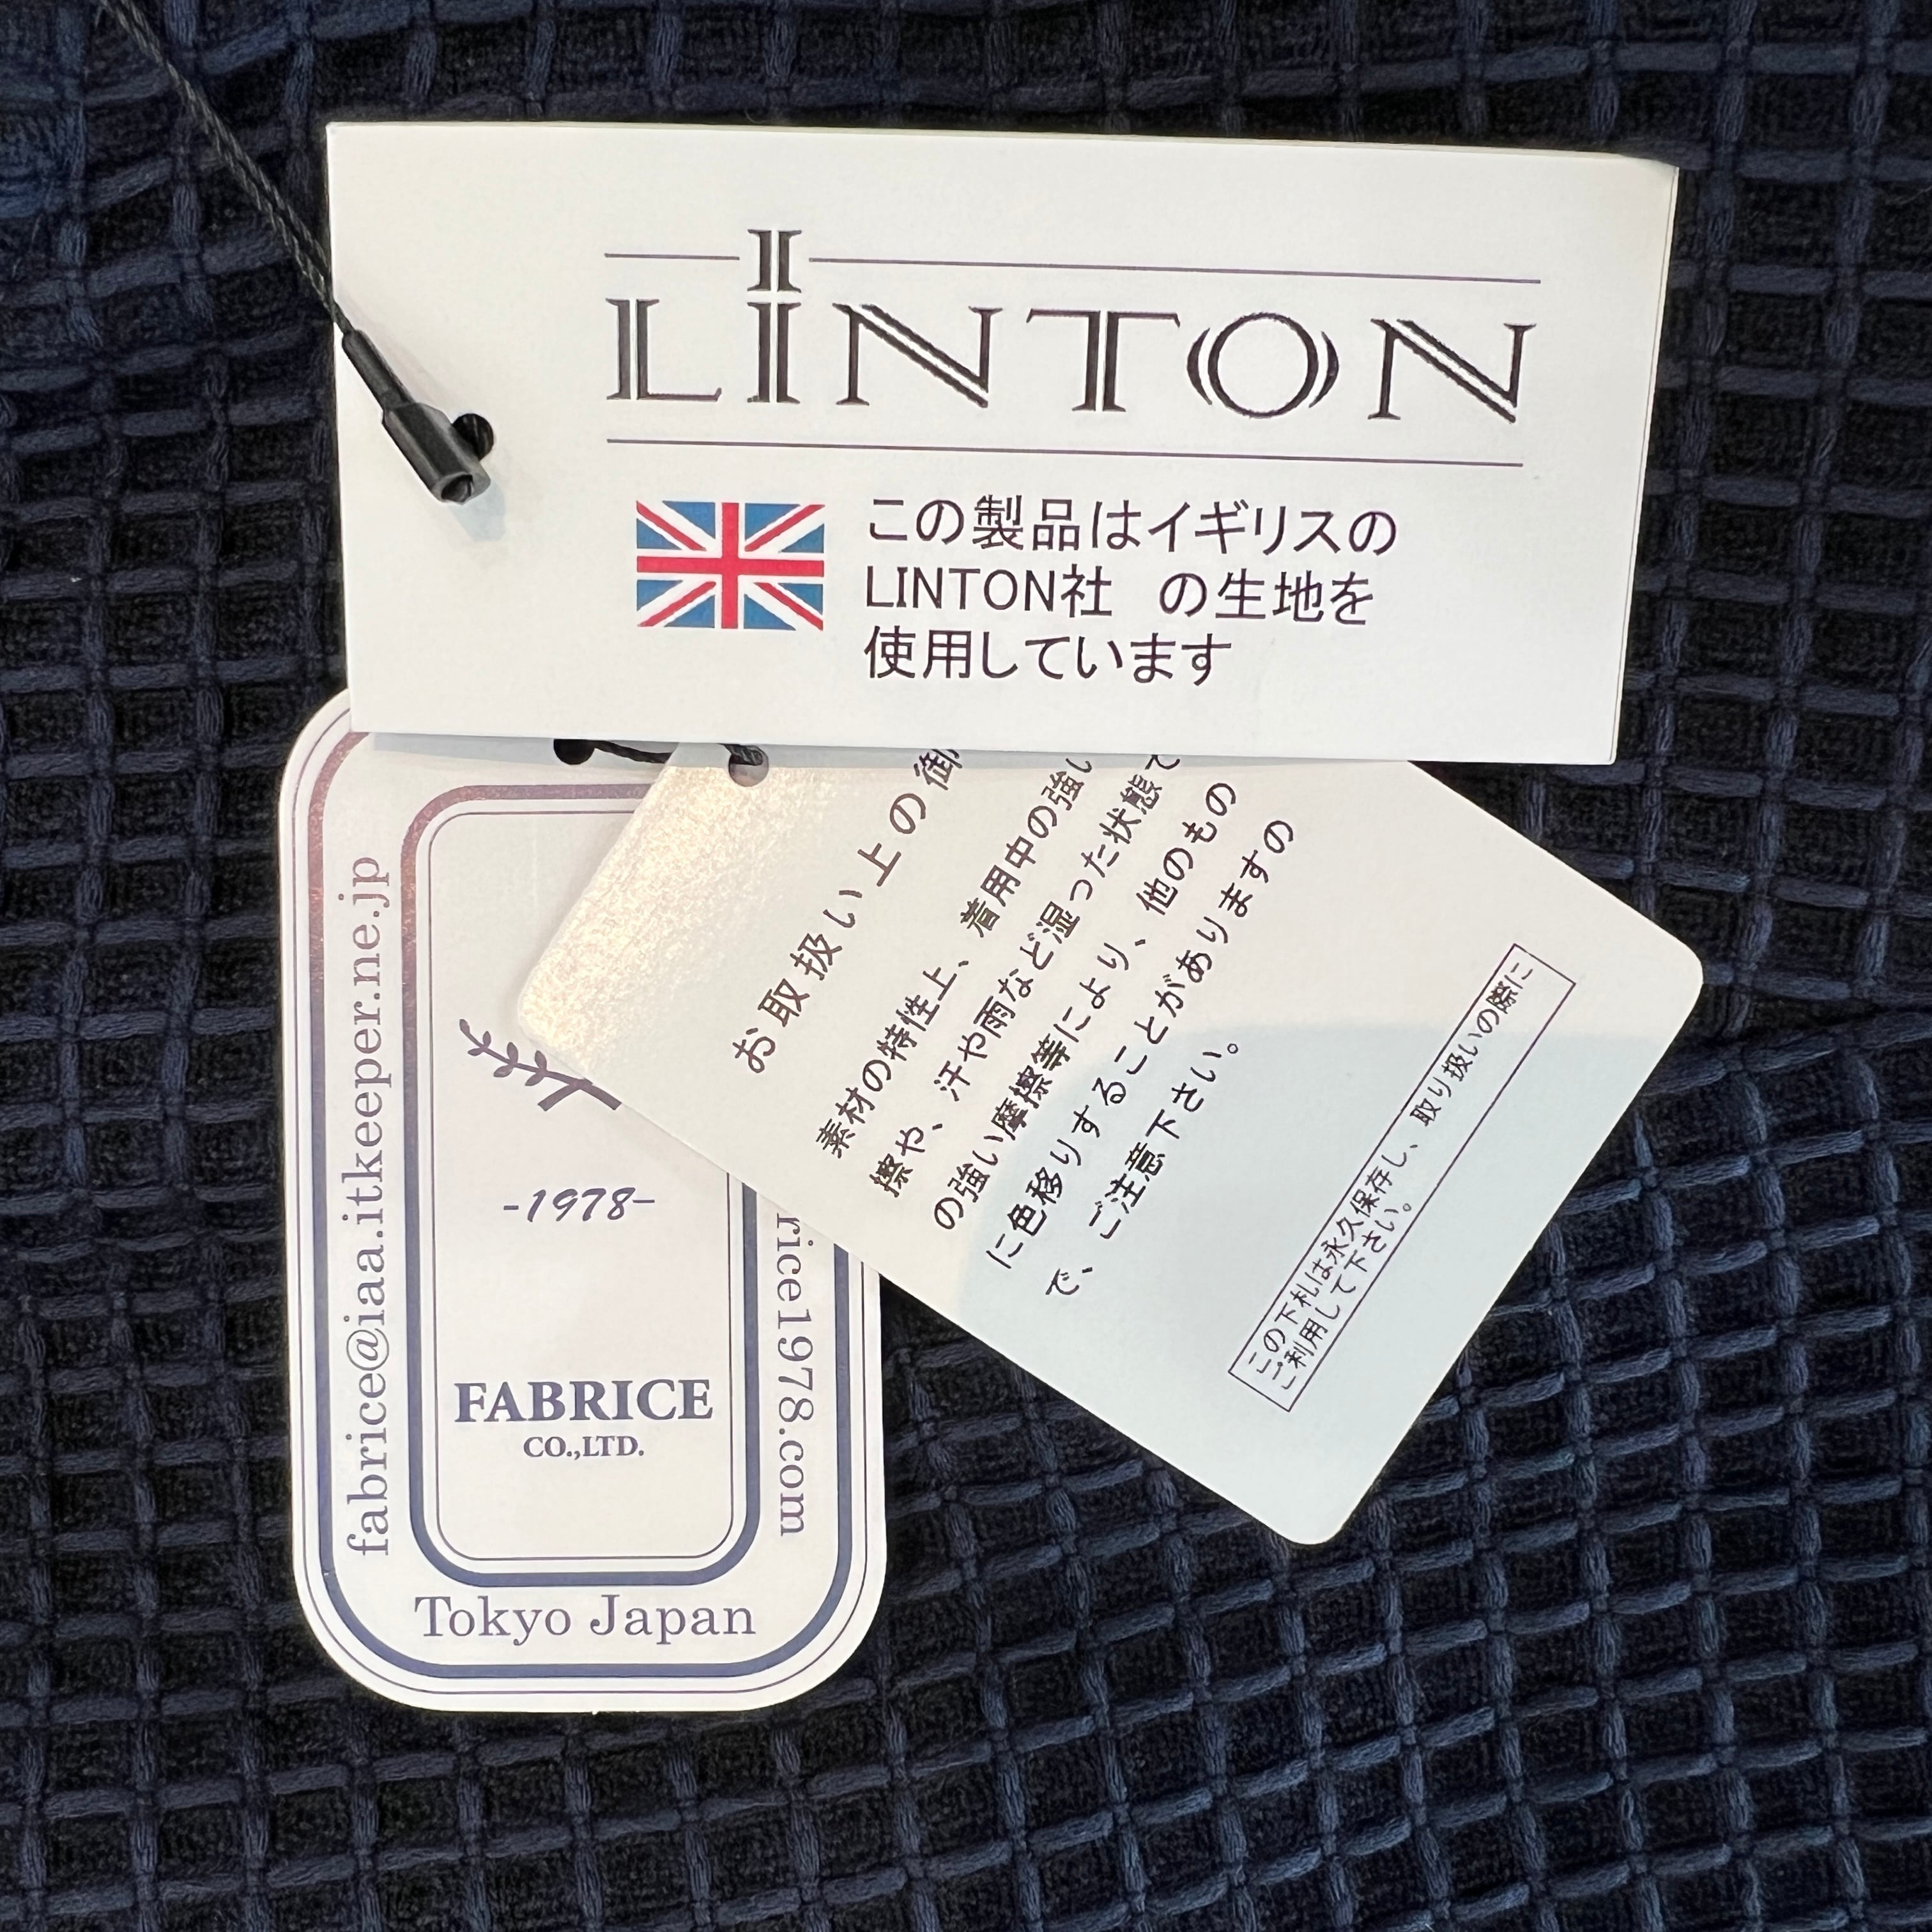 LINTON
この製品はイギリスの
LINTON社 の生地を
使用しています
お取扱い上の御
素材の特性上、着用中の強い
擦や、汗や雨など湿った状態で
の強い摩擦等により、他のもの
に色移りすることがありますの
で、ご注意下さい。
この下札は永久保存し、取り扱いの際に
ご利用して下さい。
fabrice@iaa.itkeeper.ne.jp
-1978-
FABRICE
CO.,LTD.
rice1978.com
Tokyo Japan